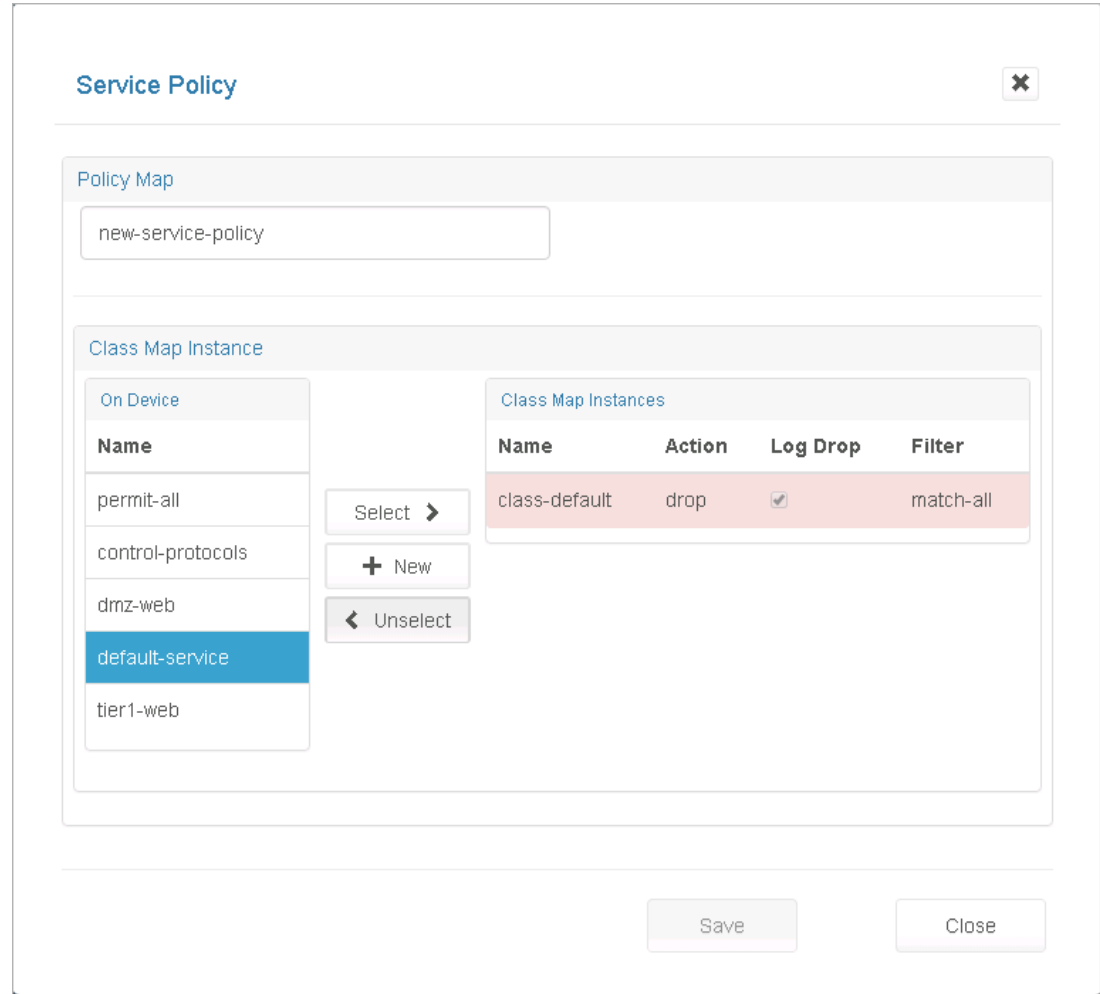 Service Policy
Policy Map
new-service-policy
Class Map Instance
On Device
Name
permit-all
control-protocols
dmz-web
default-service
tier1-web
Select
New
Unselect
Class Map Instances
Name Action Log Drop Filter
class-default drop match-all
Save Close